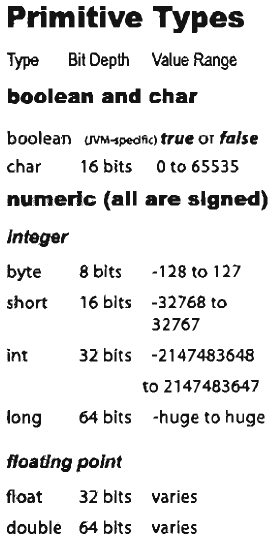 Primitive Types
Type Bit Depth Value Range
boolean and char
boolean (JVM-specific) true or false
char 16 bits 0 to 65535
numeric (all are signed)
integer
byte 8 bits -128 to 127
short 16 bits -32768 to
32767
int 32 bits -2147483648
to 2147483647
long 64 bits -huge to huge
floating point
float 32 bits varies
double 64 bits varies